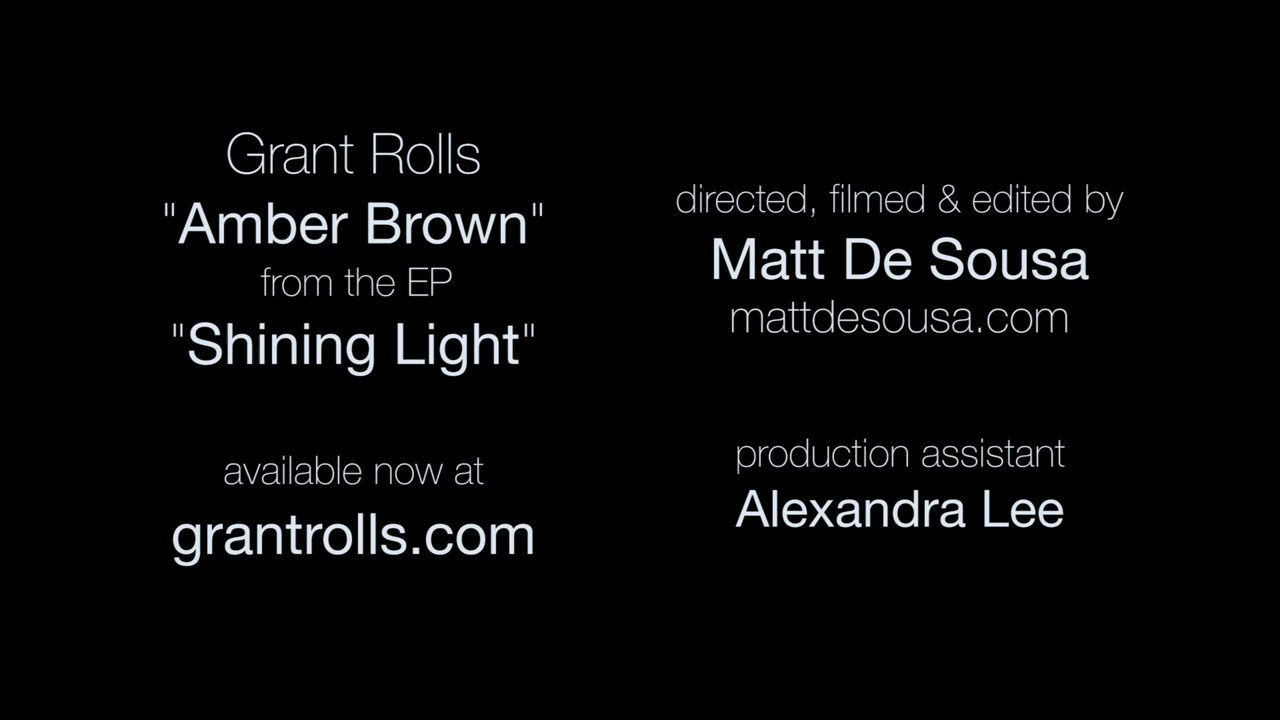 Grant Rolls
"Amber Brown"
from the EP
"Shining Light"
available now at
grantrolls.com
directed, filmed & edited by
Matt De Sousa
mattdesousa.com
production assistant
Alexandra Lee